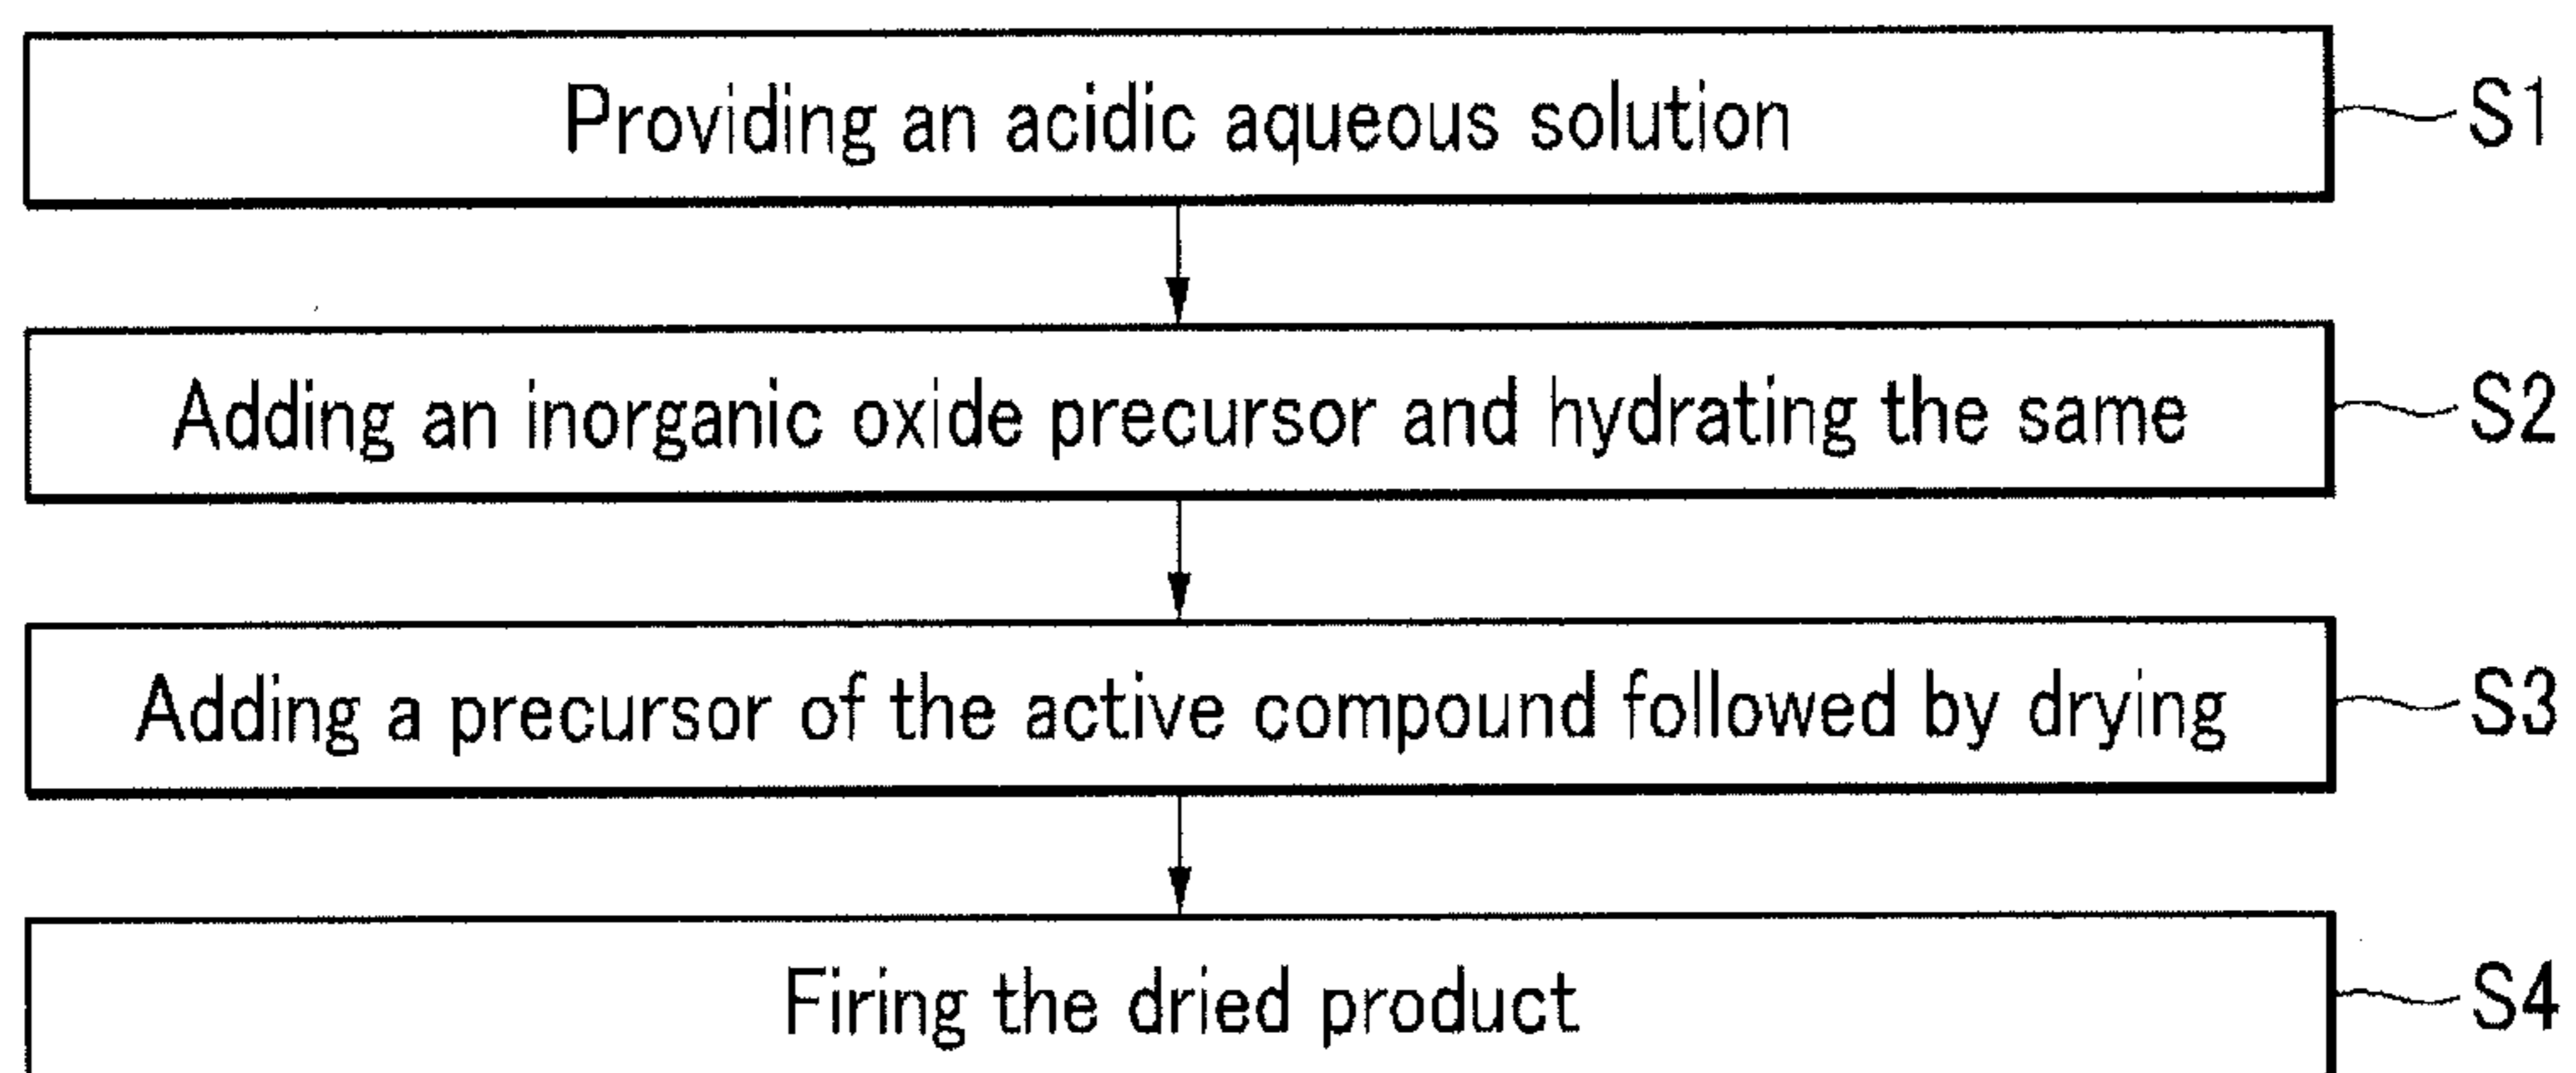 Providing an acidic aqueous solution S1
Adding an inorganic oxide precursor and hydrating the same S2
Adding a precursor of the active compound followed by drying S3
Firing the dried product S4